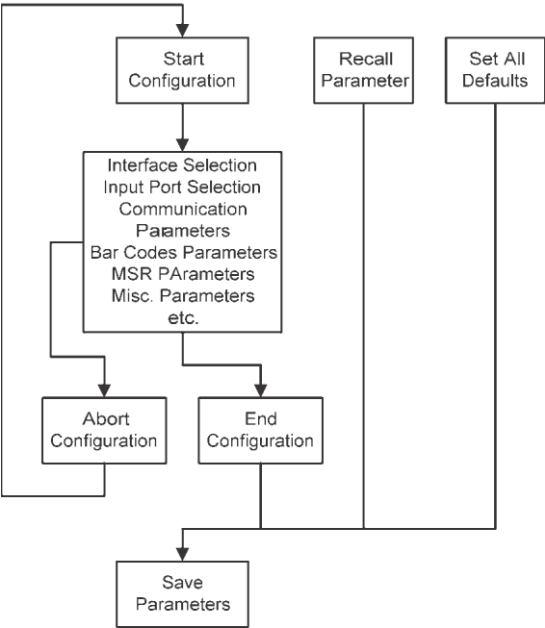 Start
Configuration
Recall
Parameter
Set All
Defaults
Interface Selection
Input Port Selection
Communication
Parameters
Bar Codes Parameters
MSR PArameters
Misc. Parameters
etc.
Abort
Configuration
End
Configuration
Save
Parameters